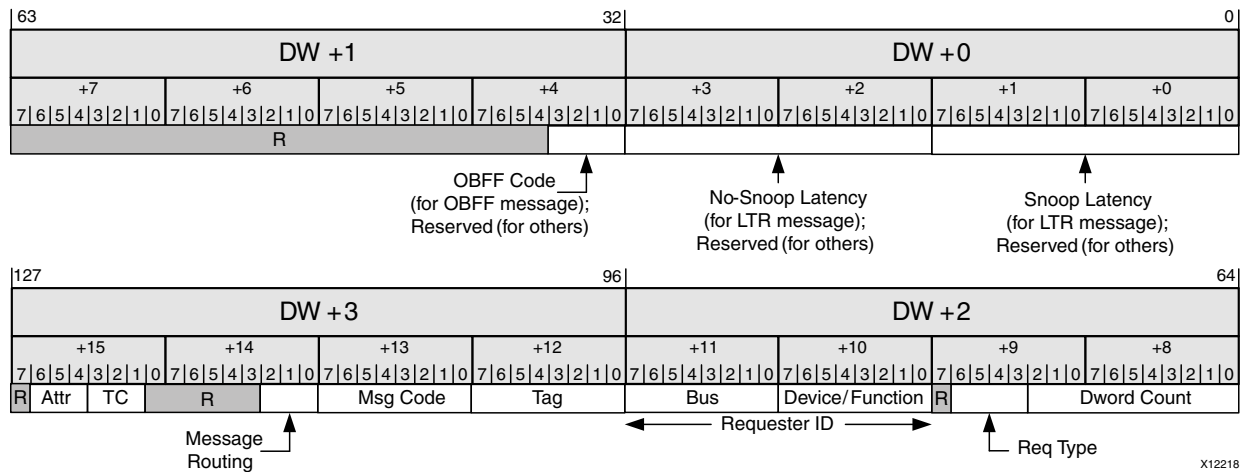 63 32 0
DW +1 DW +0
+7 +6 +5 +4 +3 +2 +1 +0
7 6 5 4 3 2 1 0 7 6 5 4 3 2 1 0 7 6 5 4 3 2 1 0 7 6 5 4 3 2 1 0 7 6 5 4 3 2 1 0 7 6 5 4 3 2 1 0 7 6 5 4 3 2 1 0 7 6 5 4 3 2 1 0
R
OBFF Code
(for OBFF message);
Reserved (for others)
No-Snoop Latency
(for LTR message);
Reserved (for others)
Snoop Latency
(for LTR message);
Reserved (for others)
127 96 64
DW +3 DW +2
+15 +14 +13 +12 +11 +10 +9 +8
7 6 5 4 3 2 1 0 7 6 5 4 3 2 1 0 7 6 5 4 3 2 1 0 7 6 5 4 3 2 1 0 7 6 5 4 3 2 1 0 7 6 5 4 3 2 1 0 7 6 5 4 3 2 1 0 7 6 5 4 3 2 1 0
R Attr TC R Msg Code Tag Bus Device/Function R Dword Count
Message
Routing
Requester ID
Req Type
X12218